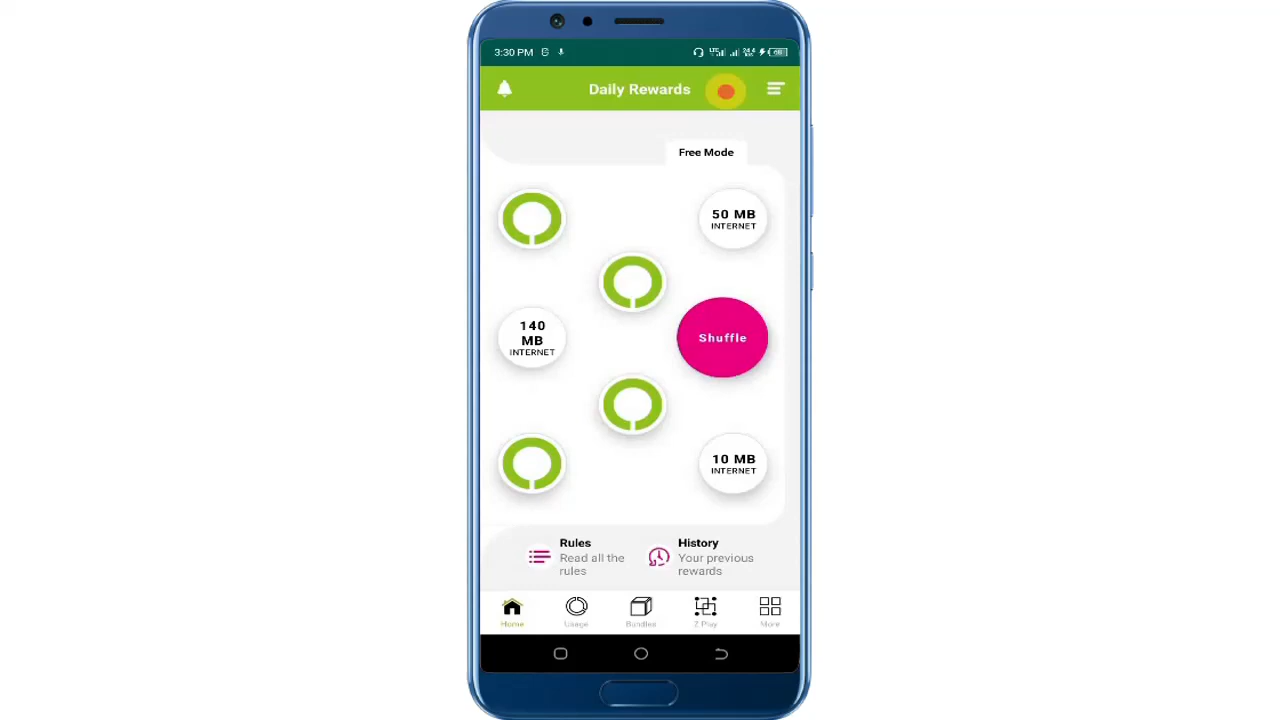 3:30 PM
Daily Rewards
Free Mode
50 MB
INTERNET
140
MB
INTERNET
Shuffle
10 MB
INTERNET
Rules
Read all the
rules
History
Your previous
rewards
Home
Usage
Bundles
Z Play
More